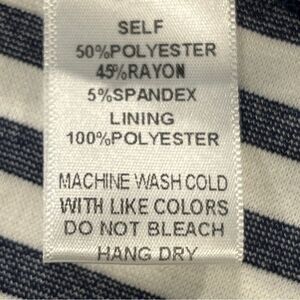 SELF
50%POLYESTER
45%RAYON
5%SPANDEX
LINING
100%POLYESTER
MACHINE WASH COLD
WITH LIKE COLORS
DO NOT BLEACH
HANG DRY